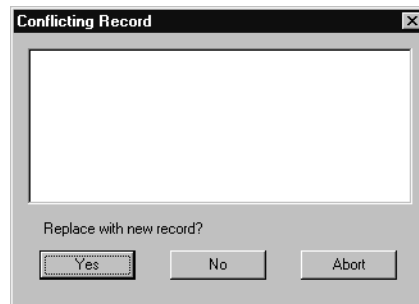 Conflicting Record
Replace with new record?
Yes No Abort